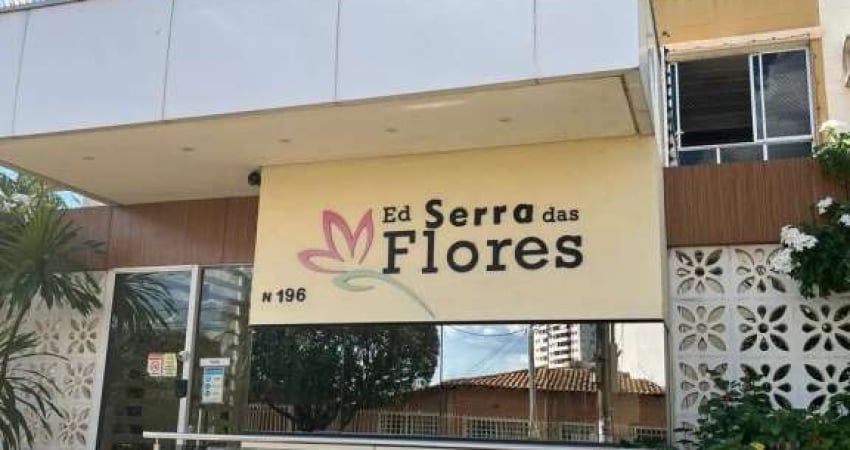 Ed Serra das
Flores
N 196